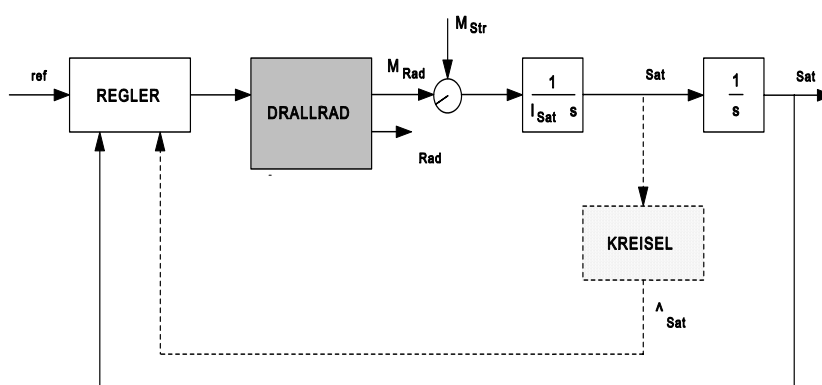 M Str
ref
REGLER
DRALLRAD
M Rad
Rad
1
I Sat s
Sat
1
s
Sat
KREISEL
^ Sat